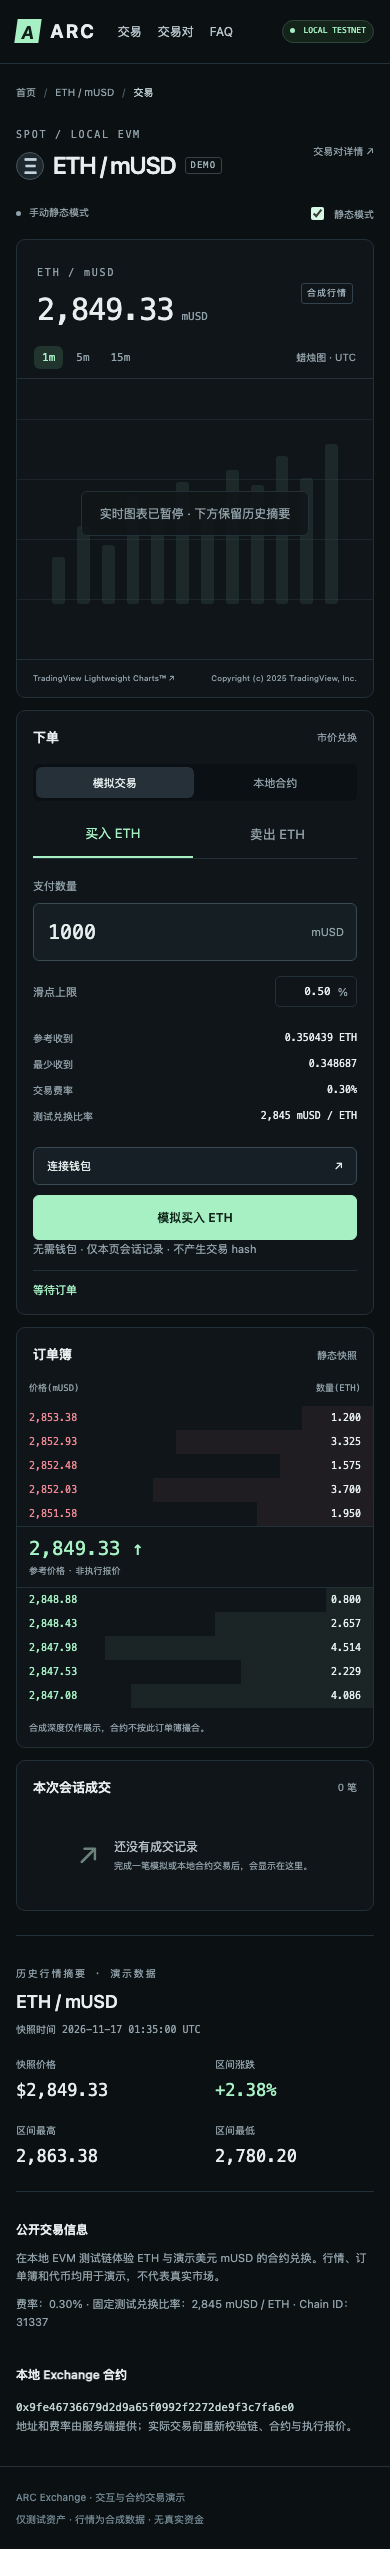 A ARC 交易 交易对 FAQ LOCAL TESTNET
首页 / ETH / mUSD / 交易
SPOT / LOCAL EVM
交易对详情 ↗
ETH / mUSD DEMO
手动静态模式 静态模式
ETH / mUSD
2,849.33 mUSD
合成行情
1m 5m 15m 蜡烛图 · UTC
实时图表已暂停 · 下方保留历史摘要
TradingView Lightweight Charts™ ↗ Copyright (c) 2025 TradingView, Inc.
下单 市价兑换
模拟交易 本地合约
买入 ETH 卖出 ETH
支付数量
1000 mUSD
滑点上限 0.50 %
参考收到 0.350439 ETH
最少收到 0.348687
交易费率 0.30%
测试兑换比率 2,845 mUSD / ETH
连接钱包 ↗
模拟买入 ETH
无需钱包 · 仅本页会话记录 · 不产生交易 hash
等待订单
订单簿 静态快照
价格(mUSD) 数量(ETH)
2,853.38 1.200
2,852.93 3.325
2,852.48 1.575
2,852.03 3.700
2,851.58 1.950
2,849.33 ↑
参考价格 · 非执行报价
2,848.88 0.800
2,848.43 2.657
2,847.98 4.514
2,847.53 2.229
2,847.08 4.086
合成深度仅作展示，合约不按此订单簿撮合。
本次会话成交 0 笔
还没有成交记录
完成一笔模拟或本地合约交易后，会显示在这里。
历史行情摘要 · 演示数据
ETH / mUSD
快照时间 2026-11-17 01:35:00 UTC
快照价格 区间涨跌
$2,849.33 +2.38%
区间最高 区间最低
2,863.38 2,780.20
公开交易信息
在本地 EVM 测试链体验 ETH 与演示美元 mUSD 的合约兑换。行情、订
单簿和代币均用于演示，不代表真实市场。
费率：0.30% · 固定测试兑换比率：2,845 mUSD / ETH · Chain ID：
31337
本地 Exchange 合约
0x9fe46736679d2d9a65f0992f2272de9f3c7fa6e0
地址和费率由服务端提供；实际交易前重新校验链、合约与执行报价。
ARC Exchange · 交互与合约交易演示
仅测试资产 · 行情为合成数据 · 无真实资金